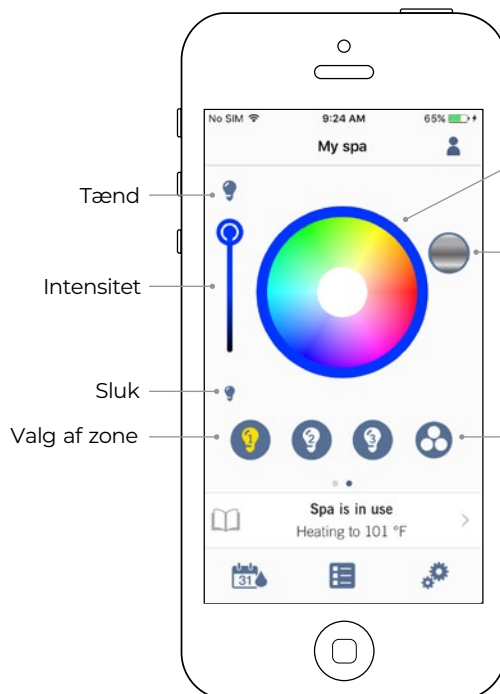 No SIM 9:24 AM 65%
My spa
Tænd
Intensitet
Sluk
Valg af zone
1 2 3
Spa is in use
Heating to 101 °F
31